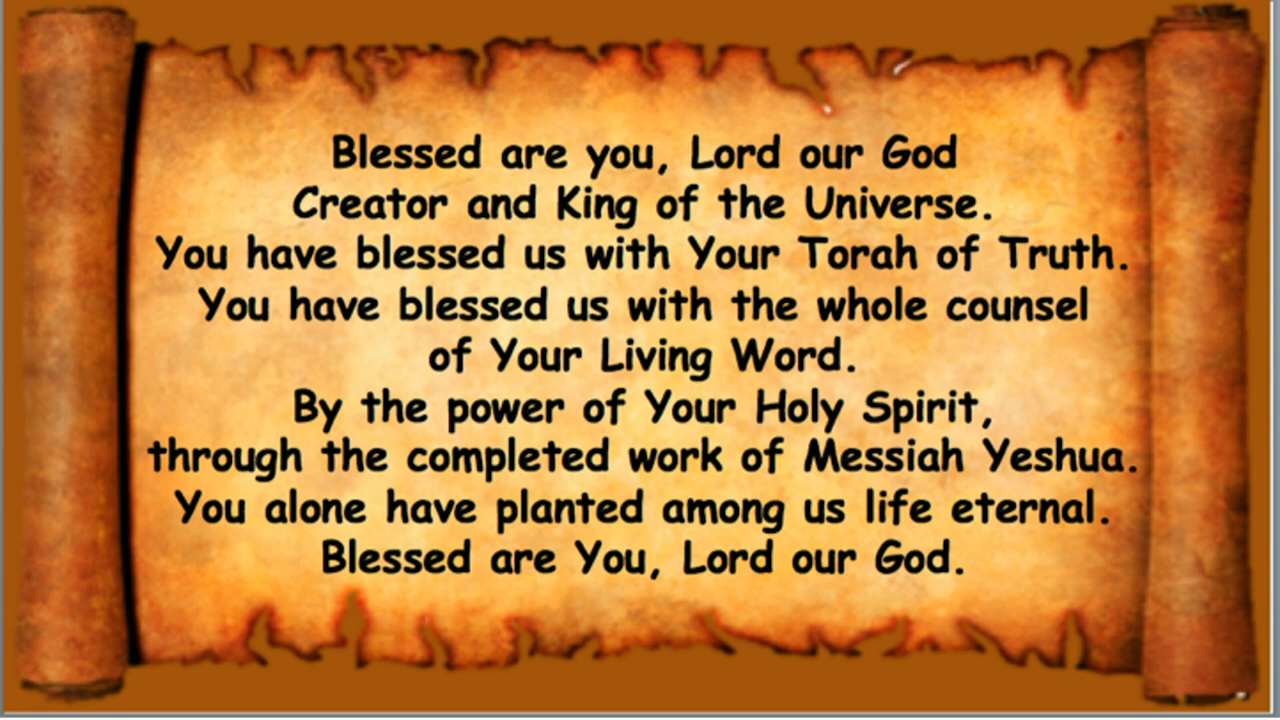 Blessed are you, Lord our God
Creator and King of the Universe.
You have blessed us with Your Torah of Truth.
You have blessed us with the whole counsel
of Your Living Word.
By the power of Your Holy Spirit,
through the completed work of Messiah Yeshua.
You alone have planted among us life eternal.
Blessed are You, Lord our God.